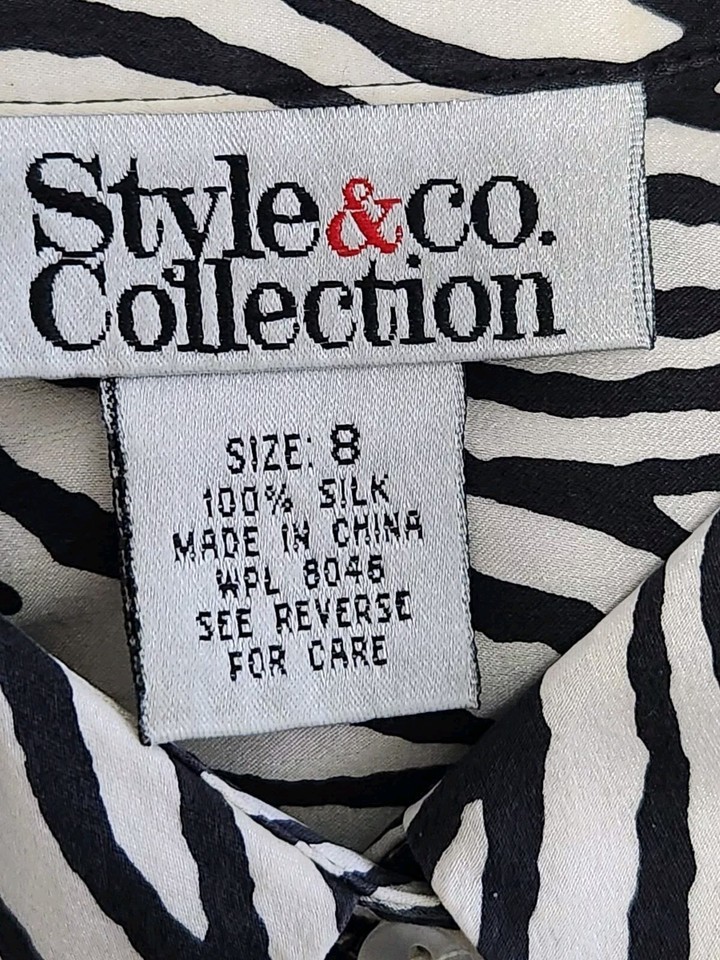 Style&co.
Collection
SIZE: 8
100% SILK
MADE IN CHINA
WPL 8046
SEE REVERSE
FOR CARE